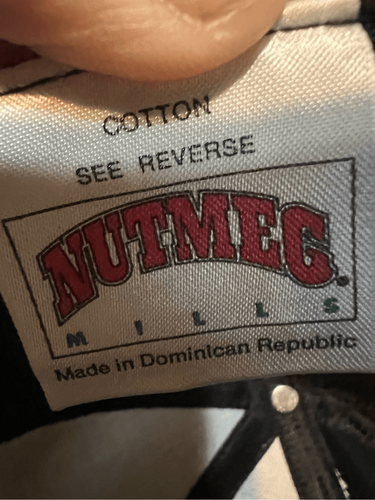 COTTON
SEE REVERSE
NUTMEG®
MILLS
Made in Dominican Republic